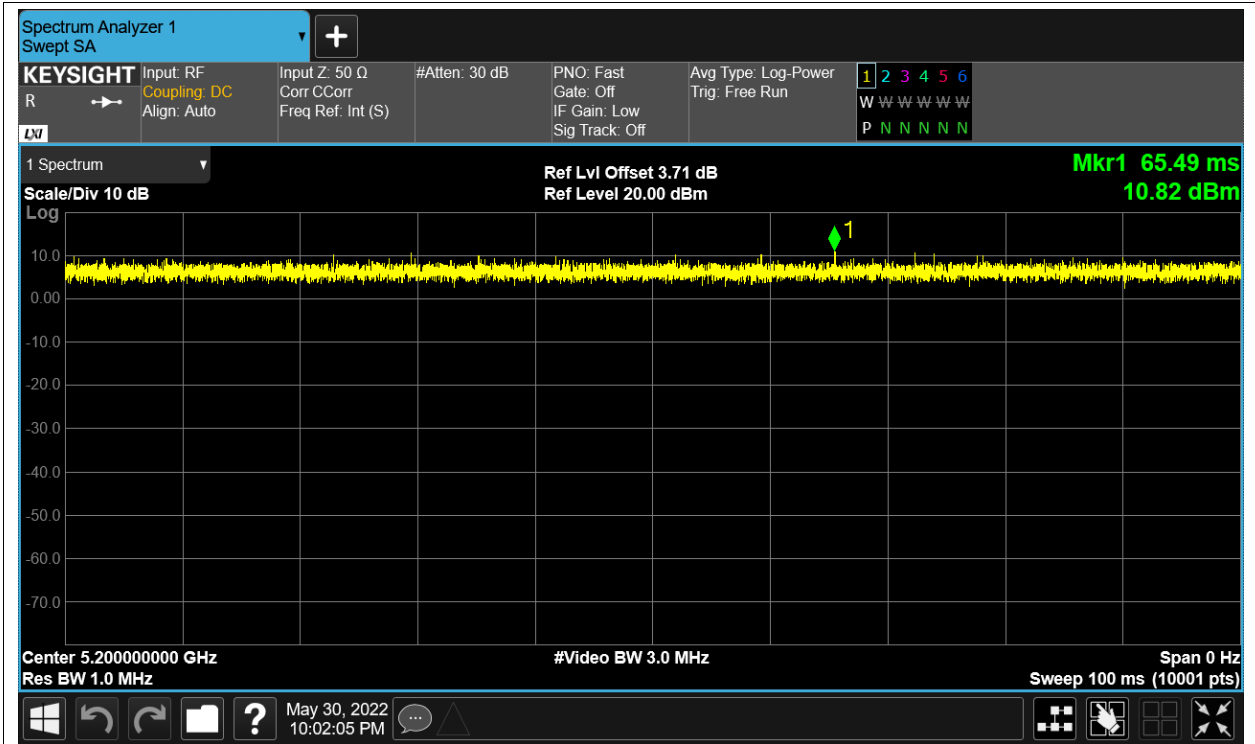 Spectrum Analyzer 1
Swept SA
+
KEYSIGHT
R
LXI
Input: RF
Coupling: DC
Align: Auto
Input Z: 50 Ω
Corr CCorr
Freq Ref: Int (S)
#Atten: 30 dB
PNO: Fast
Gate: Off
IF Gain: Low
Sig Track: Off
Avg Type: Log-Power
Trig: Free Run
1 2 3 4 5 6
W W W W W W
P N N N N N
1 Spectrum
Scale/Div 10 dB
Ref Lvl Offset 3.71 dB
Ref Level 20.00 dBm
Mkr1 65.49 ms
10.82 dBm
Log
1
10.0
0.00
-10.0
-20.0
-30.0
-40.0
-50.0
-60.0
-70.0
Center 5.200000000 GHz
#Video BW 3.0 MHz
Span 0 Hz
Res BW 1.0 MHz
Sweep 100 ms (10001 pts)
?
May 30, 2022
10:02:05 PM